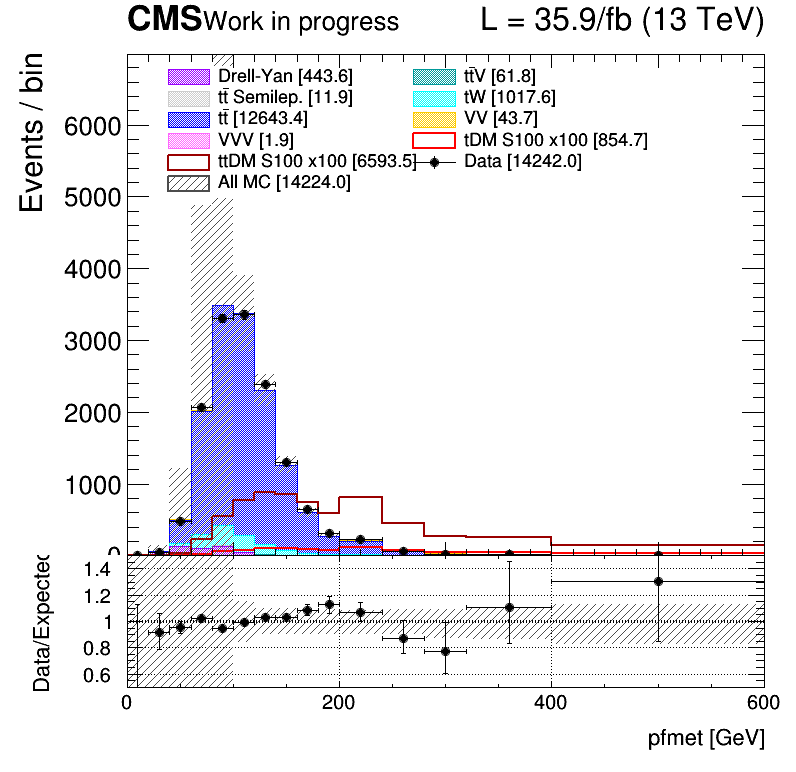 CMS Work in progress L = 35.9/fb (13 TeV)
Events / bin
Drell-Yan [443.6] tt̄V [61.8]
tt̄ Semilep. [11.9] tW [1017.6]
tt̄ [12643.4] VV [43.7]
VVV [1.9] tDM S100 x100 [854.7]
ttDM S100 x100 [6593.5] Data [14242.0]
All MC [14224.0]
6000
5000
4000
3000
2000
1000
0
Data/Expected
1.4
1.2
1
0.8
0.6
0 200 400 600
pfmet [GeV]